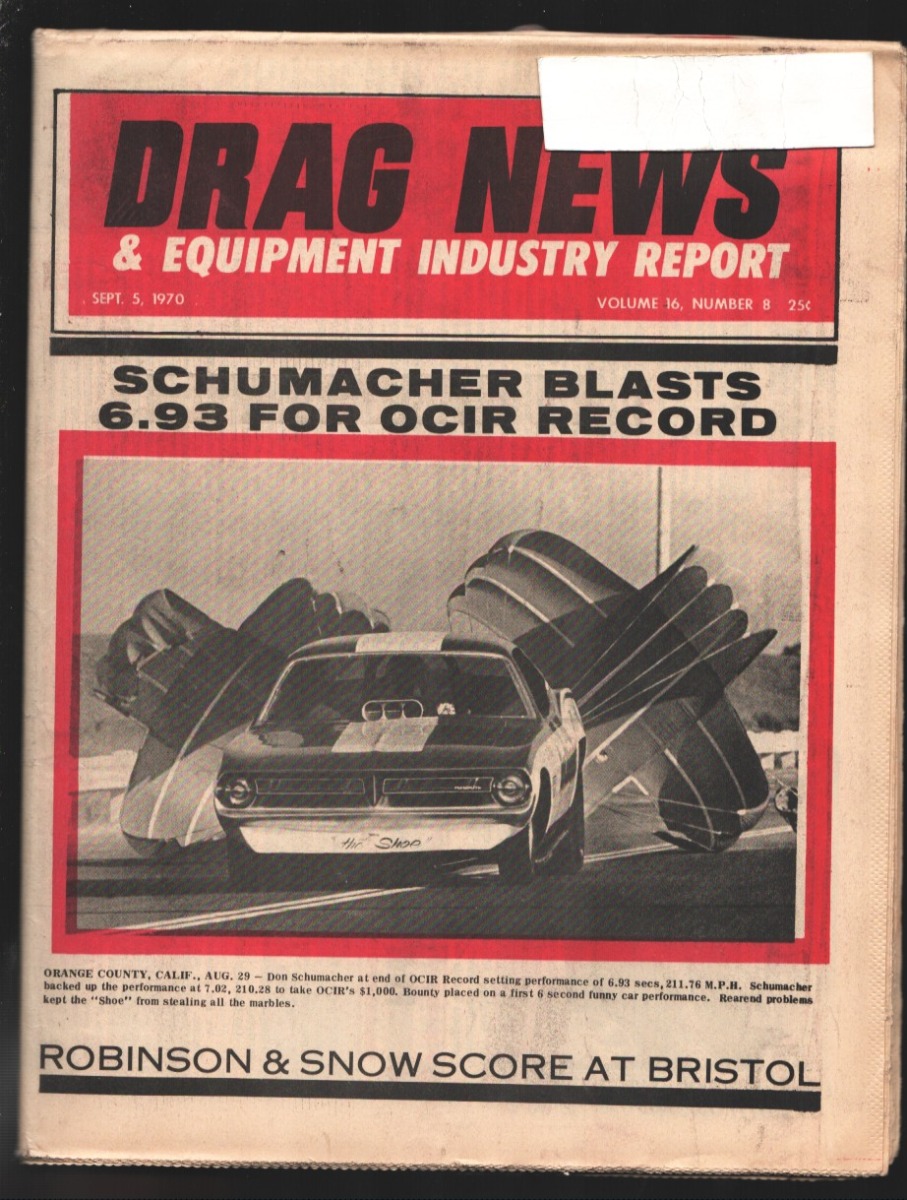 DRAG NEWS
& EQUIPMENT INDUSTRY REPORT
SEPT. 5, 1970
VOLUME 16, NUMBER 8 25¢
SCHUMACHER BLASTS
6.93 FOR OCIR RECORD
Shop"
ORANGE COUNTY, CALIF., AUG. 29 — Don Schumacher at end of OCIR Record setting performance of 6.93 secs, 211.76 M.P.H. Schumacher
backed up the performance at 7.02, 210.28 to take OCIR's $1,000. Bounty placed on a first 6 second funny car performance. Rearend problems
kept the "Shoe" from stealing all the marbles.
ROBINSON & SNOW SCORE AT BRISTOL